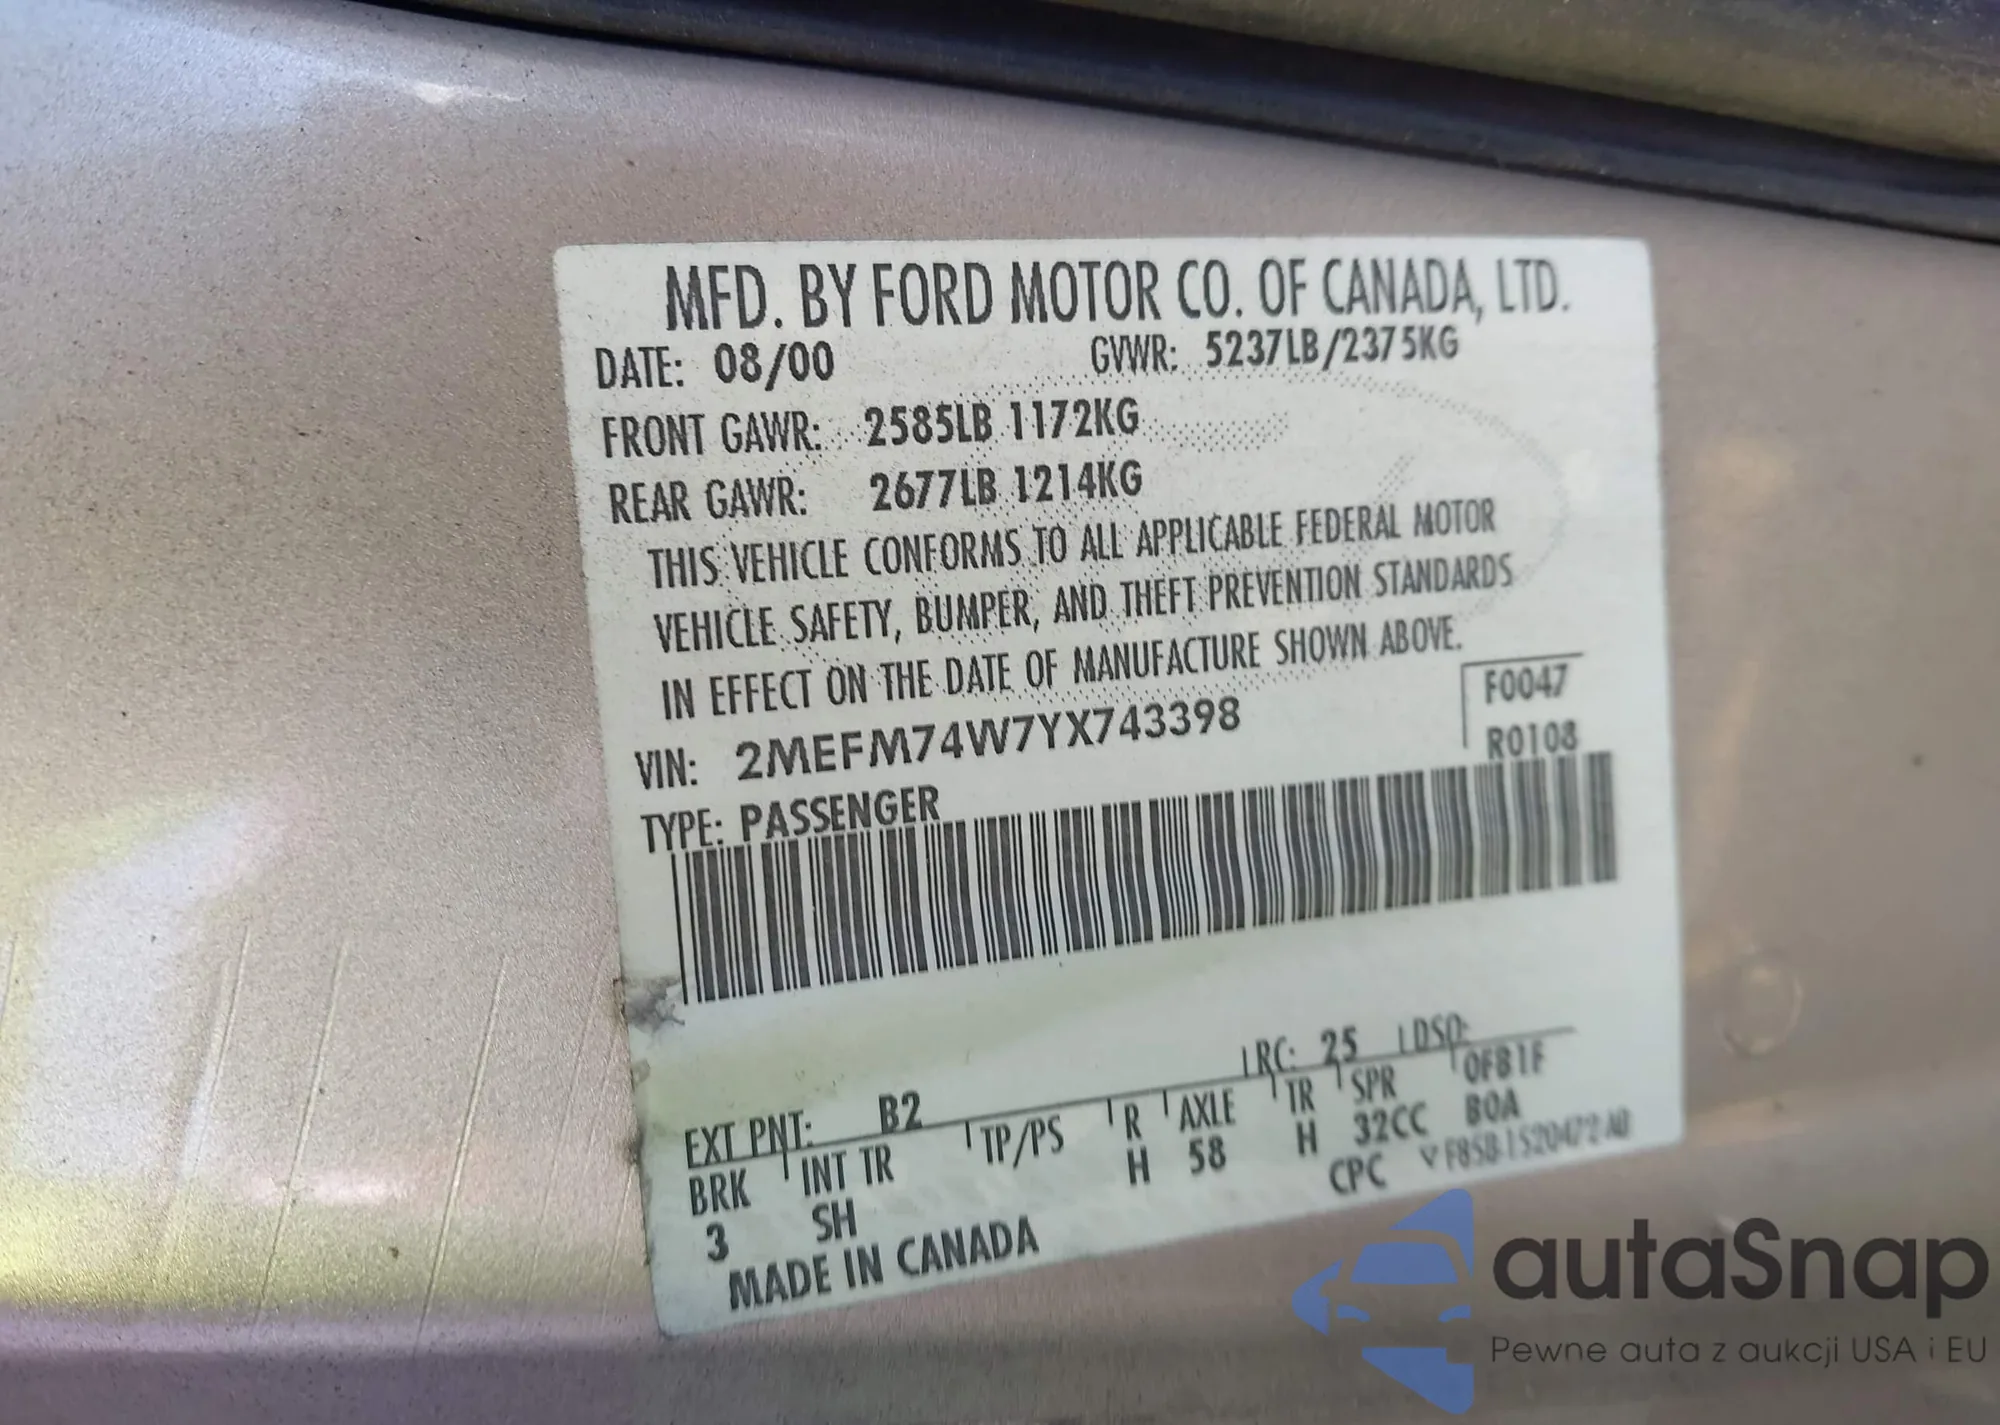 MFD. BY FORD MOTOR CO. OF CANADA, LTD.
DATE: 08/00 GVWR: 5237LB/2375KG
FRONT GAWR: 2585LB 1172KG
REAR GAWR: 2677LB 1214KG
THIS VEHICLE CONFORMS TO ALL APPLICABLE FEDERAL MOTOR
VEHICLE SAFETY, BUMPER, AND THEFT PREVENTION STANDARDS
IN EFFECT ON THE DATE OF MANUFACTURE SHOWN ABOVE.
F0047
VIN: 2MEFM74W7YX743398
R0108
TYPE: PASSENGER
EXT PNT: B2 RC: 25 DSO:
BRK INT TR TP/PS R AXLE TR SPR 0F81F
3 SH H 58 H 32CC B0A
MADE IN CANADA CPC F85B-1520472-AB
autaSnap
Pewne auta z aukcji USA i EU